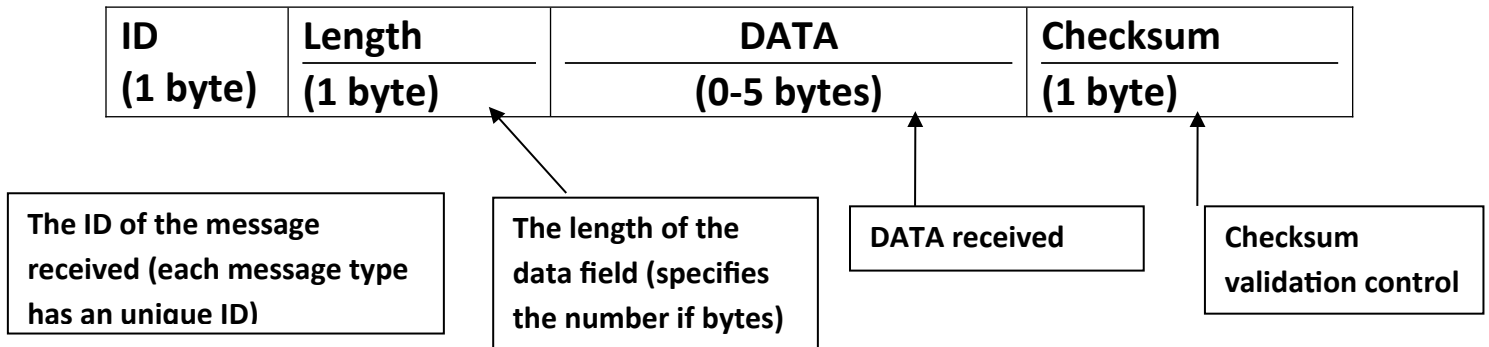 ID Length DATA Checksum
(1 byte) (1 byte) (0-5 bytes) (1 byte)
The ID of the message
received (each message type
has an unique ID)
The length of the
data field (specifies
the number if bytes)
DATA received
Checksum
validation control